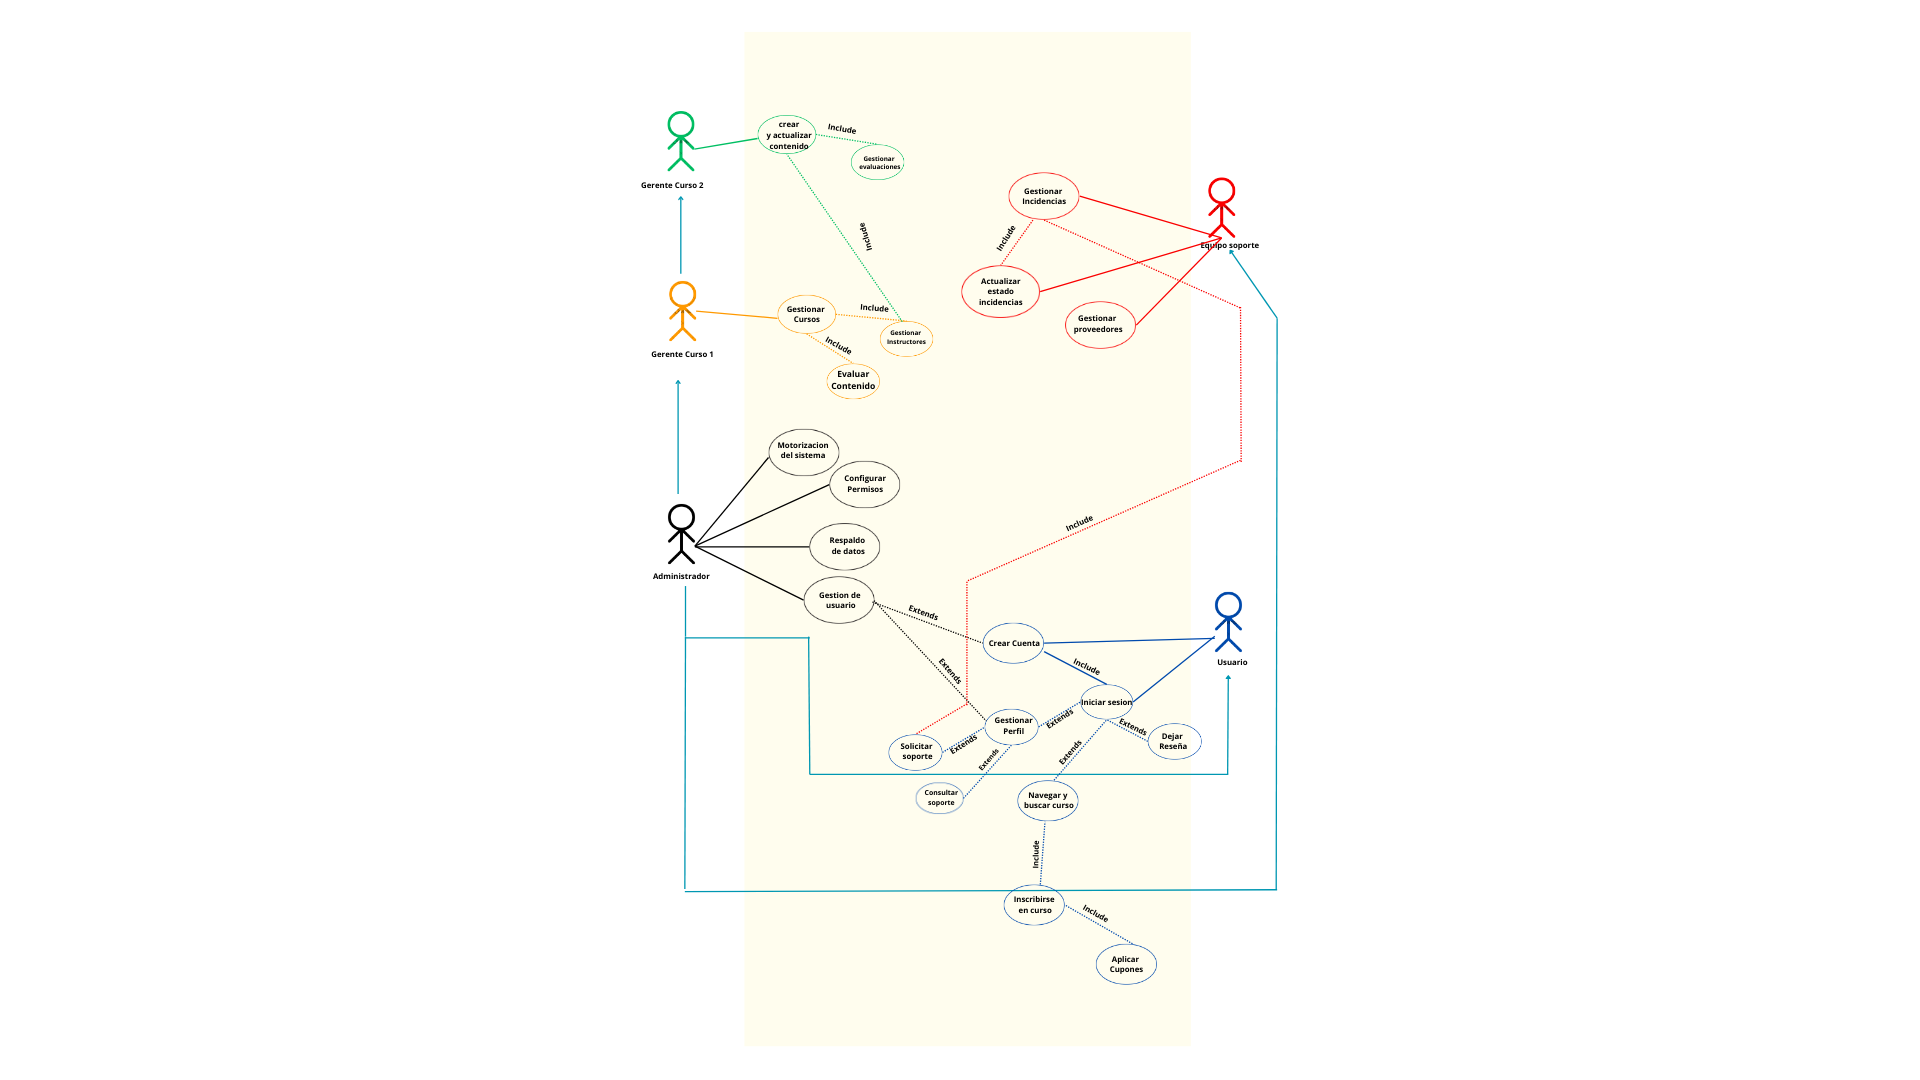 crear
y actualizar
contenido
Include
Gestionar
evaluaciones
Gerente Curso 2
Include
Gestionar
Incidencias
Include
Equipo soporte
Actualizar
estado
incidencias
Gestionar
proveedores
Gestionar
Cursos
Include
Gestionar
Instructores
Include
Gerente Curso 1
Evaluar
Contenido
Motorizacion
del sistema
Configurar
Permisos
Include
Respaldo
de datos
Administrador
Gestion de
usuario
Extends
Crear Cuenta
Include
Usuario
Extends
Iniciar sesion
Gestionar
Perfil
Extends
Extends
Dejar
Reseña
Solicitar
soporte
Extends
Extends
Extends
Consultar
soporte
Navegar y
buscar curso
Include
Inscribirse
en curso
Include
Aplicar
Cupones